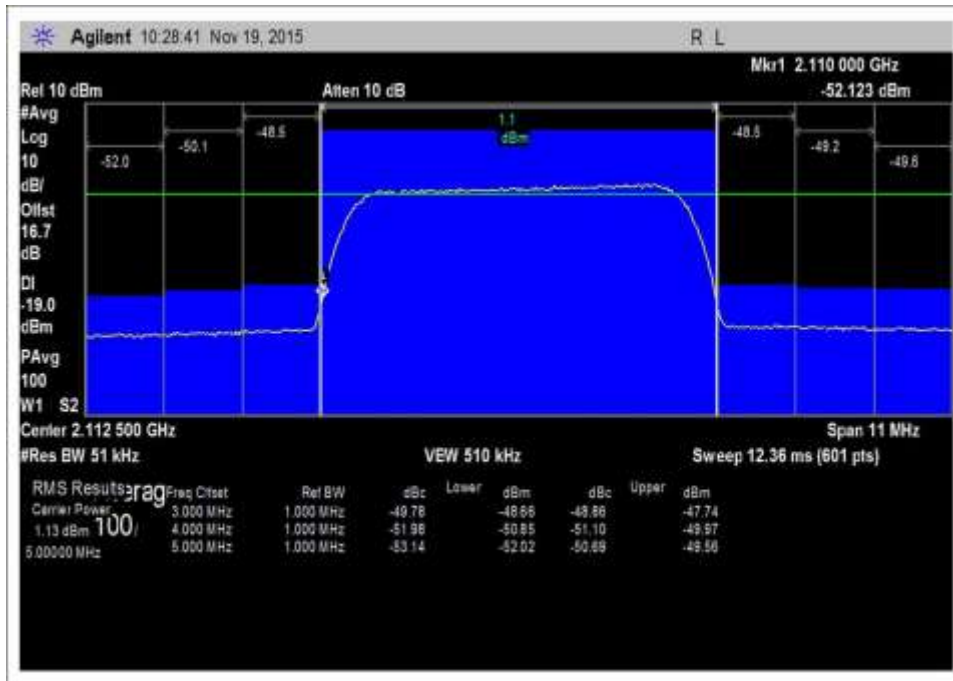 Agilent 10:28:41 Nov 19, 2015 R L
Mkr1 2.110 000 GHz
Ref 10 dBm Atten 10 dB -52.123 dBm
#Avg
Log
10
dB/
Offst
16.7
dB
DI
-19.0
dBm
PAvg
100
W1 S2
-52.0 -50.1 -48.5 1.1 dBm -48.6 -49.2 -49.6
Center 2.112 500 GHz Span 11 MHz
#Res BW 51 kHz VBW 510 kHz Sweep 12.36 ms (601 pts)
RMS Results Freq Offset Ref BW dBc Lower dBm dBc Upper dBm
Carrier Power 3.000 MHz 1.000 MHz -49.78 -48.66 -48.86 -47.74
1.13 dBm 100/ 4.000 MHz 1.000 MHz -51.98 -50.85 -51.10 -49.97
5.00000 MHz 5.000 MHz 1.000 MHz -53.14 -52.02 -50.69 -49.56